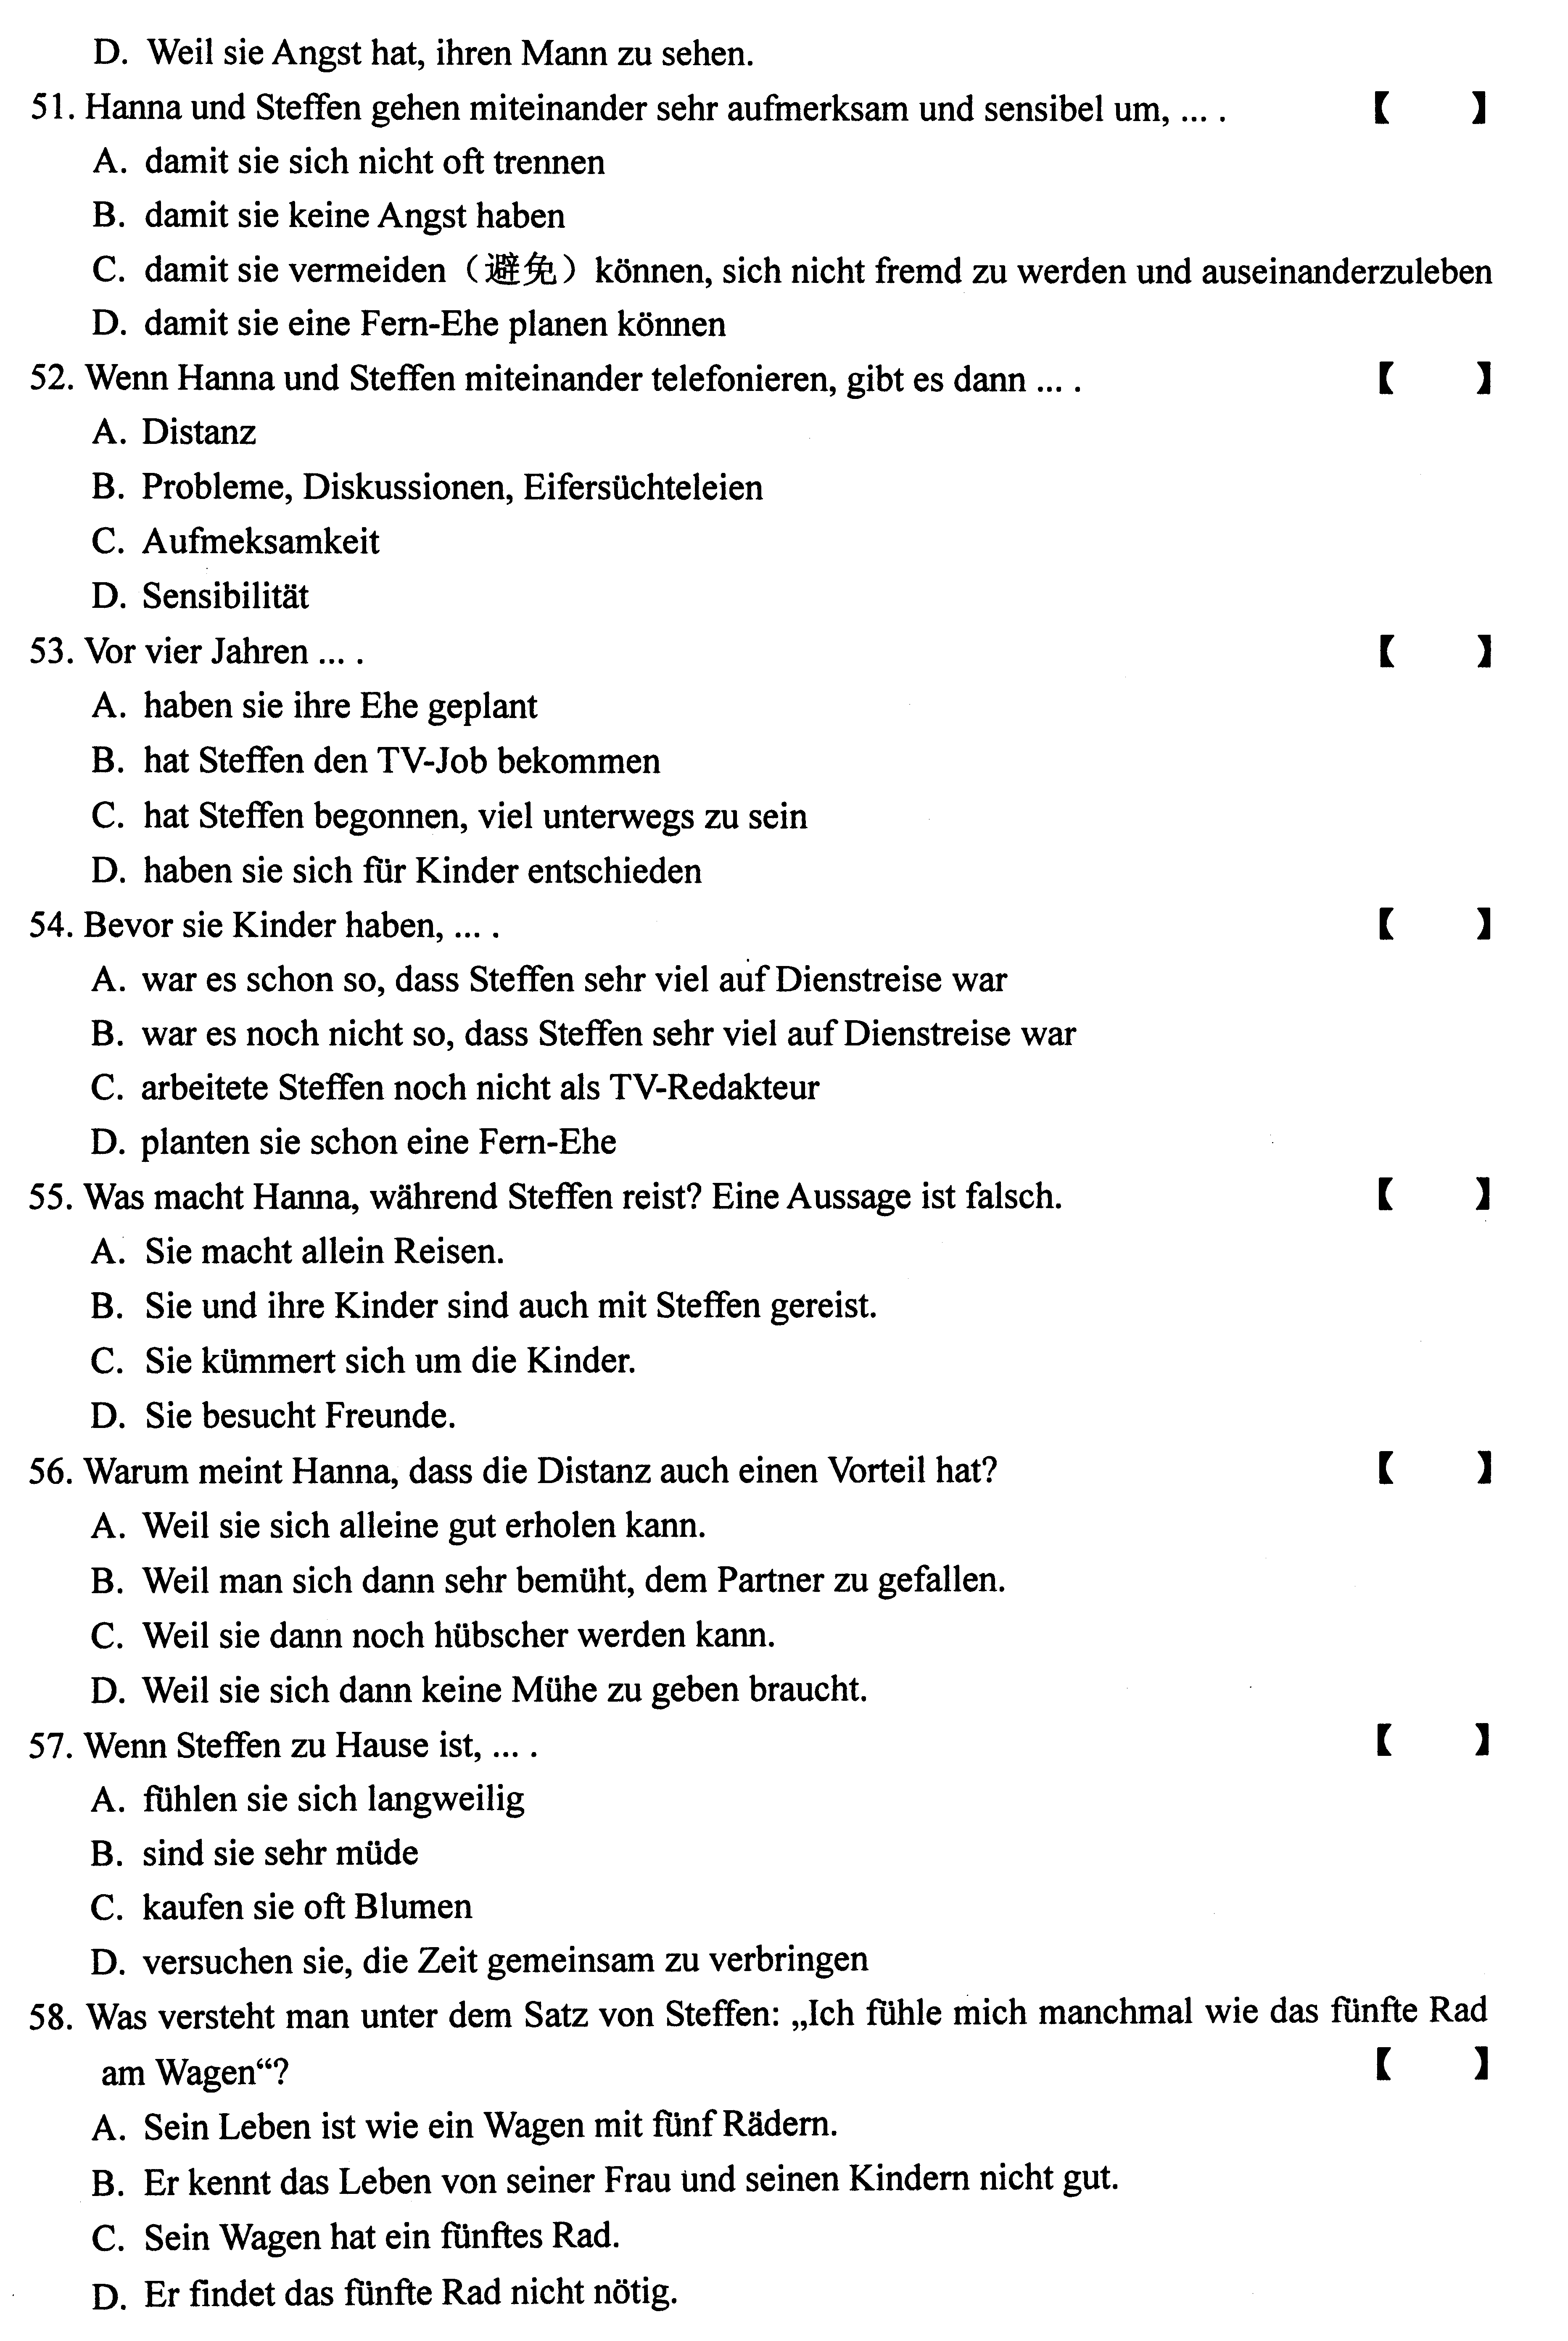 D. Weil sie Angst hat, ihren Mann zu sehen.
51. Hanna und Steffen gehen miteinander sehr aufmerksam und sensibel um, ... . 【 】
A. damit sie sich nicht oft trennen
B. damit sie keine Angst haben
C. damit sie vermeiden（避免）können, sich nicht fremd zu werden und auseinanderzuleben
D. damit sie eine Fern-Ehe planen können
52. Wenn Hanna und Steffen miteinander telefonieren, gibt es dann ... . 【 】
A. Distanz
B. Probleme, Diskussionen, Eifersüchteleien
C. Aufmeksamkeit
D. Sensibilität
53. Vor vier Jahren ... . 【 】
A. haben sie ihre Ehe geplant
B. hat Steffen den TV-Job bekommen
C. hat Steffen begonnen, viel unterwegs zu sein
D. haben sie sich für Kinder entschieden
54. Bevor sie Kinder haben, ... . 【 】
A. war es schon so, dass Steffen sehr viel auf Dienstreise war
B. war es noch nicht so, dass Steffen sehr viel auf Dienstreise war
C. arbeitete Steffen noch nicht als TV-Redakteur
D. planten sie schon eine Fern-Ehe
55. Was macht Hanna, während Steffen reist? Eine Aussage ist falsch. 【 】
A. Sie macht allein Reisen.
B. Sie und ihre Kinder sind auch mit Steffen gereist.
C. Sie kümmert sich um die Kinder.
D. Sie besucht Freunde.
56. Warum meint Hanna, dass die Distanz auch einen Vorteil hat? 【 】
A. Weil sie sich alleine gut erholen kann.
B. Weil man sich dann sehr bemüht, dem Partner zu gefallen.
C. Weil sie dann noch hübscher werden kann.
D. Weil sie sich dann keine Mühe zu geben braucht.
57. Wenn Steffen zu Hause ist, ... . 【 】
A. fühlen sie sich langweilig
B. sind sie sehr müde
C. kaufen sie oft Blumen
D. versuchen sie, die Zeit gemeinsam zu verbringen
58. Was versteht man unter dem Satz von Steffen: „Ich fühle mich manchmal wie das fünfte Rad
am Wagen“? 【 】
A. Sein Leben ist wie ein Wagen mit fünf Rädern.
B. Er kennt das Leben von seiner Frau und seinen Kindern nicht gut.
C. Sein Wagen hat ein fünftes Rad.
D. Er findet das fünfte Rad nicht nötig.